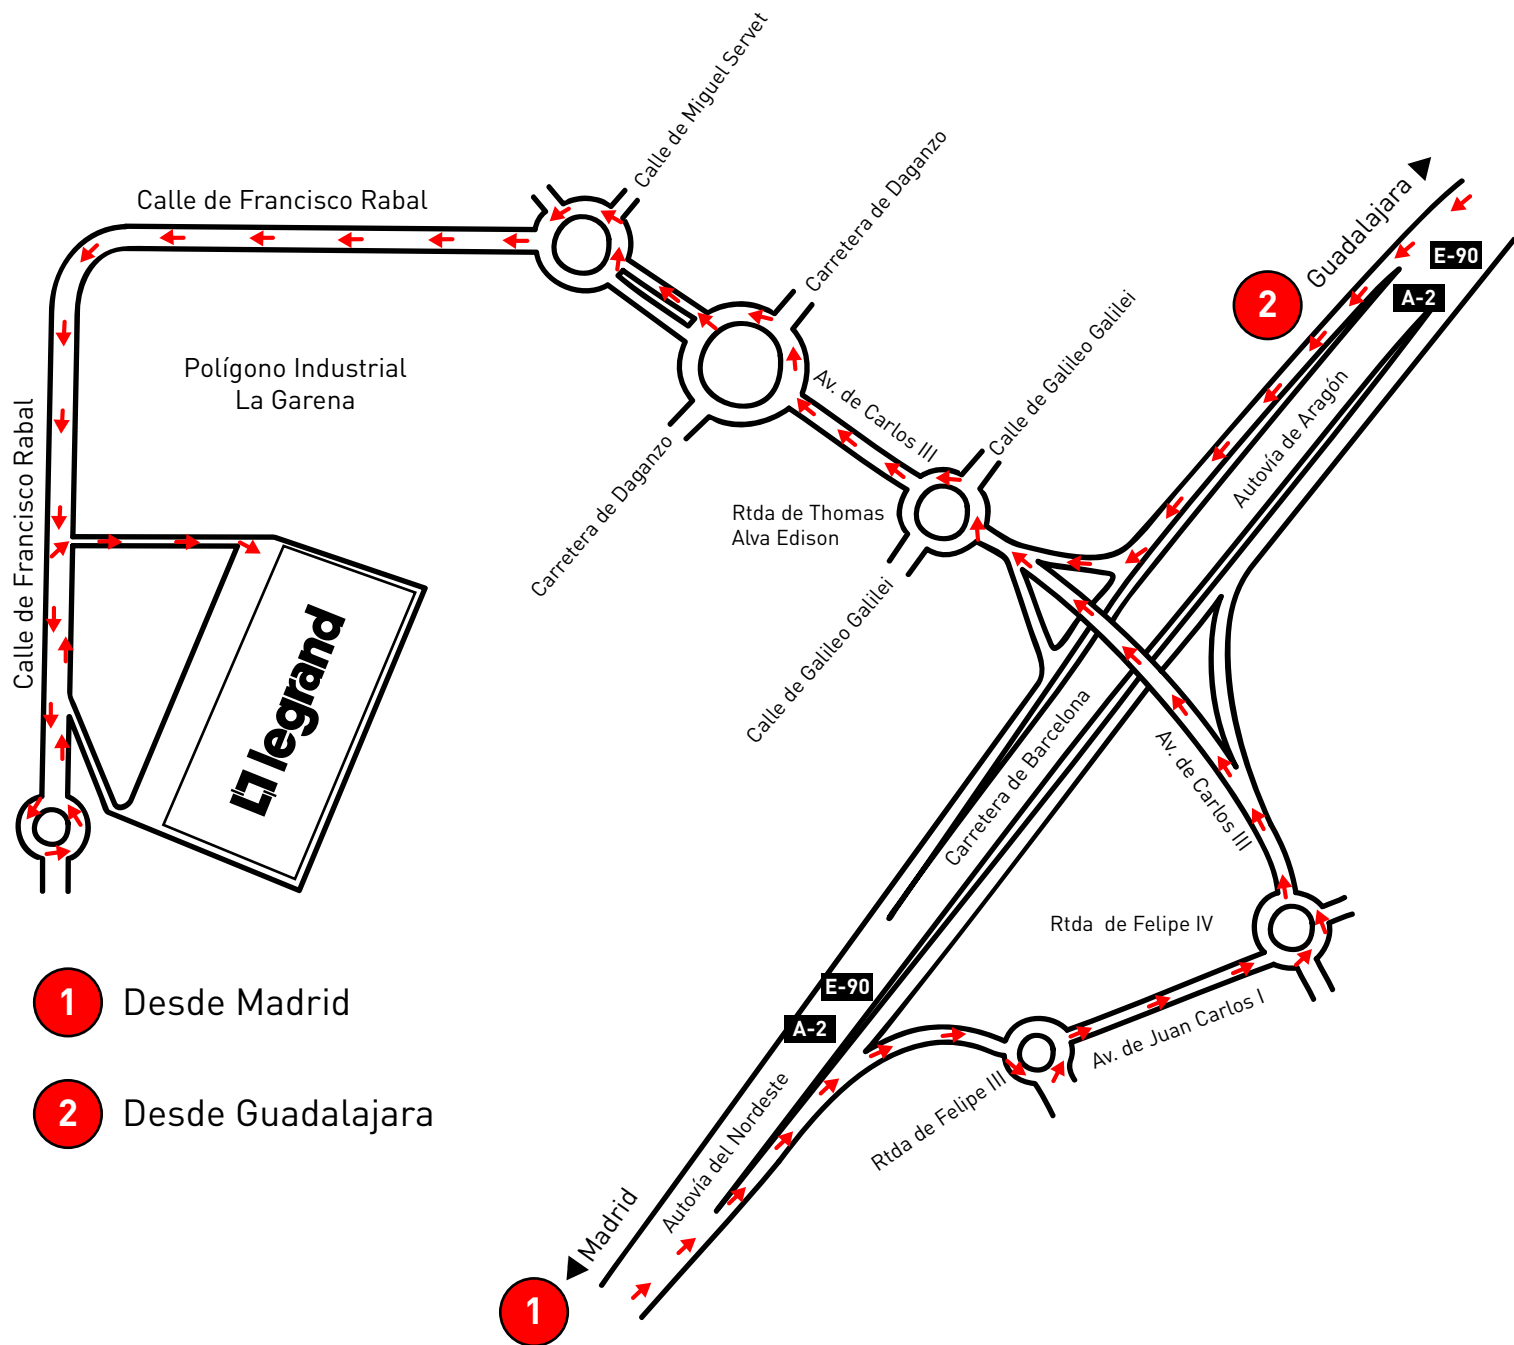 Calle de Miguel Servet
Carretera de Daganzo
Calle de Francisco Rabal
Guadalajara
E-90
A-2
2
Calle de Galileo Galilei
Polígono Industrial
La Garena
Av. de Carlos III
Autovía de Aragón
Calle de Francisco Rabal
Carretera de Daganzo
Rtda de Thomas
Alva Edison
Calle de Galileo Galilei
legrand
Carretera de Barcelona
Av. de Carlos III
Rtda de Felipe IV
E-90
A-2
1 Desde Madrid
Av. de Juan Carlos I
2 Desde Guadalajara
Rtda de Felipe III
Autovía del Nordeste
Madrid
1